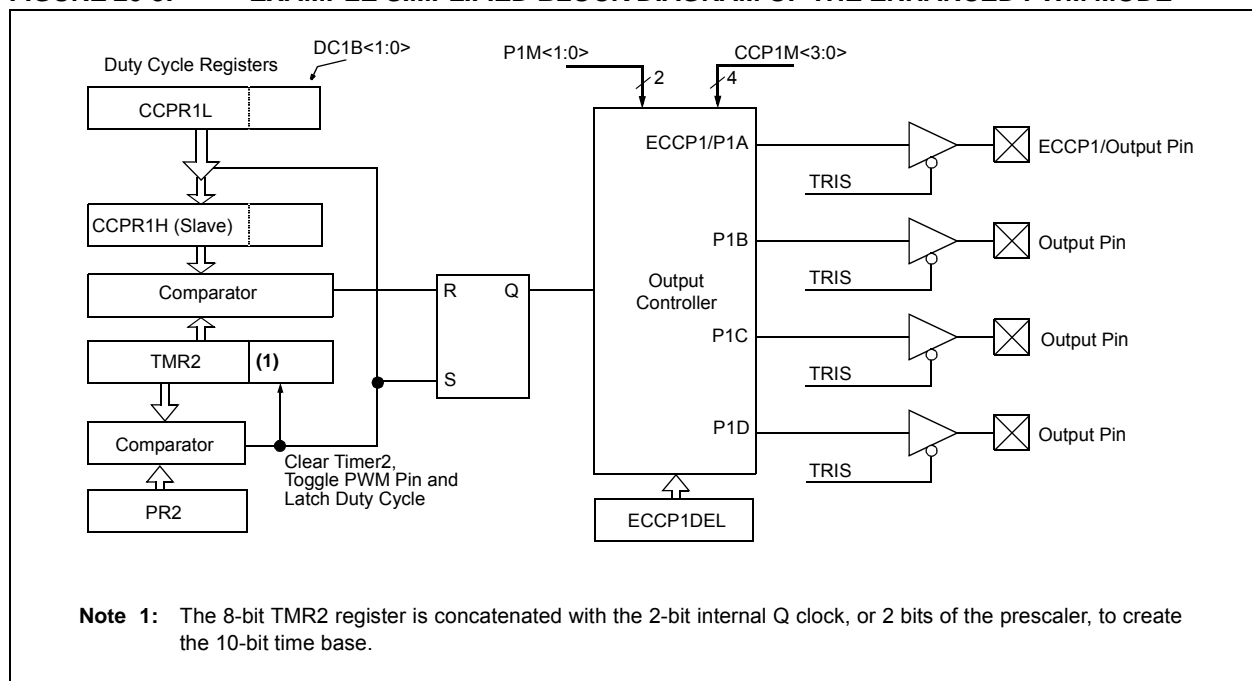 DC1B<1:0>
P1M<1:0>
CCP1M<3:0>
Duty Cycle Registers
2
4
CCPR1L
ECCP1/P1A
ECCP1/Output Pin
TRIS
CCPR1H (Slave)
P1B
Output Pin
TRIS
Comparator
R
Q
Output
Controller
P1C
Output Pin
TMR2
(1)
S
TRIS
Comparator
P1D
Output Pin
Clear Timer2,
Toggle PWM Pin and
Latch Duty Cycle
TRIS
PR2
ECCP1DEL
Note 1: The 8-bit TMR2 register is concatenated with the 2-bit internal Q clock, or 2 bits of the prescaler, to create
the 10-bit time base.